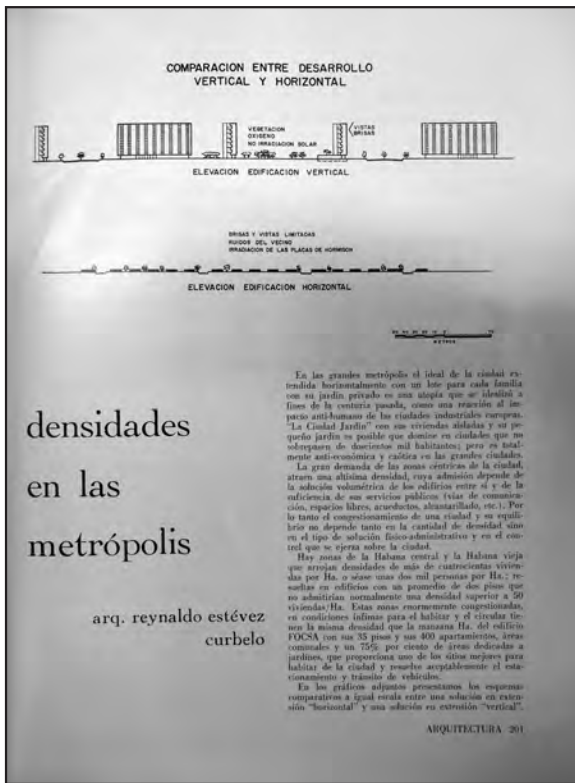 COMPARACION ENTRE DESARROLLO
VERTICAL Y HORIZONTAL
VEGETACION
OXIGENO
NO IRRADIACION SOLAR
VISTAS
BRISAS
ELEVACION EDIFICACION VERTICAL
BRISAS Y VISTAS LIMITADAS
RUIDOS DEL VECINO
IRRADIACION DE LAS PLACAS DE HORMIGON
ELEVACION EDIFICACION HORIZONTAL
METROS
densidades
en las
metrópolis
arq. reynaldo estévez
curbelo
En las grandes metrópolis el ideal de la ciudad ex-
tendida horizontalmente con un lote para cada familia
con su jardín privado es una utopía que se idealizó a
fines de la centuria pasada, como una reacción al im-
pacto anti-humano de las ciudades industriales europeas.
"La Ciudad Jardín" con sus viviendas aisladas y su pe-
queño jardín es posible que domine en ciudades que no
sobrepasen de doscientos mil habitantes; pero es total-
mente anti-económica y caótica en las grandes ciudades.
La gran demanda de las zonas céntricas de la ciudad,
atraen una altísima densidad, cuya admisión depende de
la solución volumétrica de los edificios entre sí y de la
suficiencia de sus servicios públicos (vías de comunica-
ción, espacios libres, acueductos, alcantarillado, etc.). Por
lo tanto el congestionamiento de una ciudad y su equili-
brio no depende tanto en la cantidad de densidad sino
en el tipo de solución físico-administrativo y en el con-
trol que se ejerza sobre la ciudad.
Hay zonas de la Habana central y la Habana vieja
que arrojan densidades de más de cuatrocientas vivien-
das por Ha. o séase unas dos mil personas por Ha.; re-
sueltas en edificios con un promedio de dos pisos que
no admitirían normalmente una densidad superior a 50
viviendas/Ha. Estas zonas enormemente congestionadas,
en condiciones ínfimas para el habitar y el circular tie-
nen la misma densidad que la manzana Ha. del edificio
FOCSA con sus 35 pisos y sus 400 apartamientos, áreas
comunales y un 75% por ciento de áreas dedicadas a
jardines, que proporciona uno de los sitios mejores para
habitar de la ciudad y resuelve aceptablemente el esta-
cionamiento y tránsito de vehículos.
En los gráficos adjuntos presentamos los esquemas
comparativos a igual escala entre una solución en exten-
sión "horizontal" y una solución en extensión "vertical".
ARQUITECTURA 201